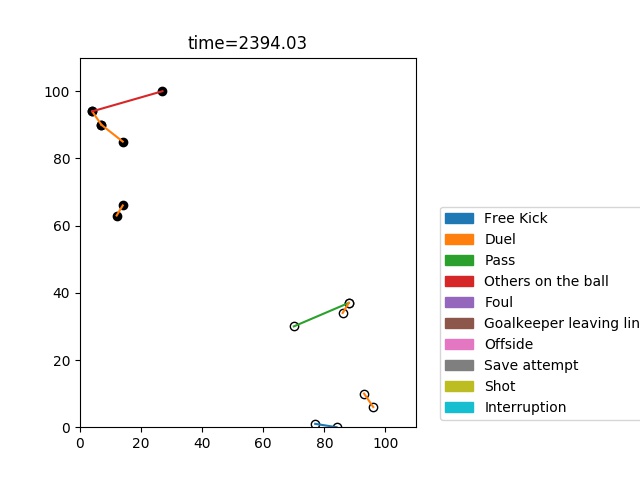 time=2394.03
100
80
60
40
20
0
0 20 40 60 80 100
Free Kick
Duel
Pass
Others on the ball
Foul
Goalkeeper leaving lin
Offside
Save attempt
Shot
Interruption